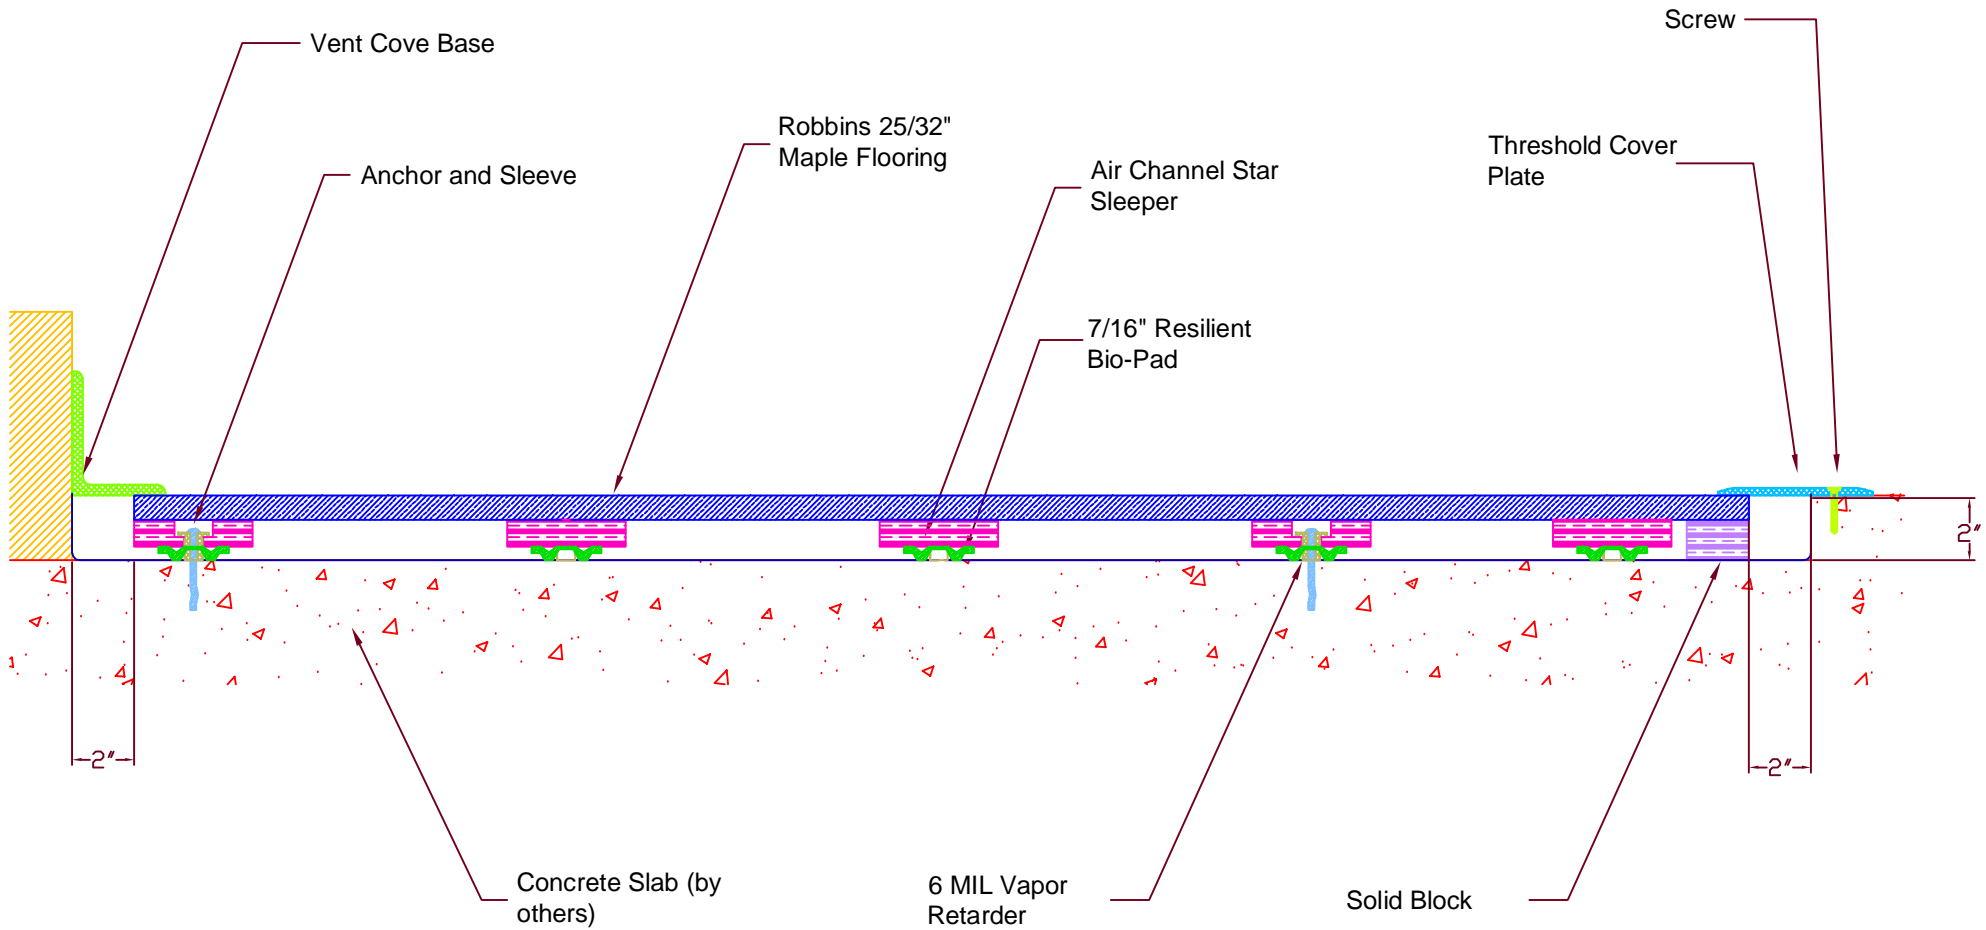 Screw
Vent Cove Base
Robbins 25/32"
Maple Flooring
Threshold Cover
Plate
Anchor and Sleeve
Air Channel Star
Sleeper
7/16" Resilient
Bio-Pad
2"
2"
2"
Concrete Slab (by
others)
6 MIL Vapor
Retarder
Solid Block